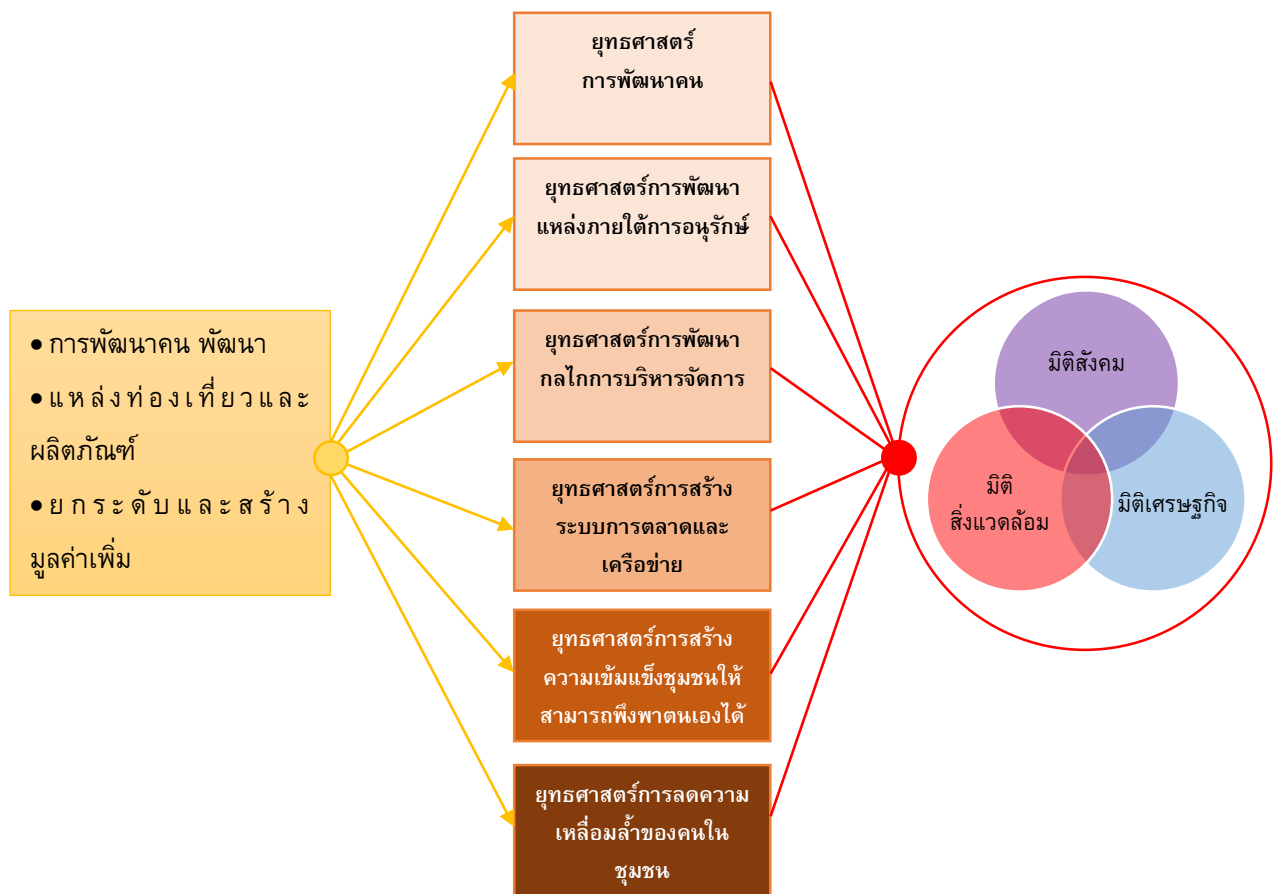 • การพัฒนาคน พัฒนา
• แหล่งท่องเที่ยวและ
ผลิตภัณฑ์
• ยกระดับและสร้าง
มูลค่าเพิ่ม
ยุทธศาสตร์
การพัฒนาคน
ยุทธศาสตร์การพัฒนา
แหล่งภายใต้การอนุรักษ์
ยุทธศาสตร์การพัฒนา
กลไกการบริหารจัดการ
ยุทธศาสตร์การสร้าง
ระบบการตลาดและ
เครือข่าย
ยุทธศาสตร์การสร้าง
ความเข้มแข็งชุมชนให้
สามารถพึงพาตนเองได้
ยุทธศาสตร์การลดความ
เหลื่อมล้ำของคนใน
ชุมชน
มิติสังคม
มิติ
สิ่งแวดล้อม
มิติเศรษฐกิจ